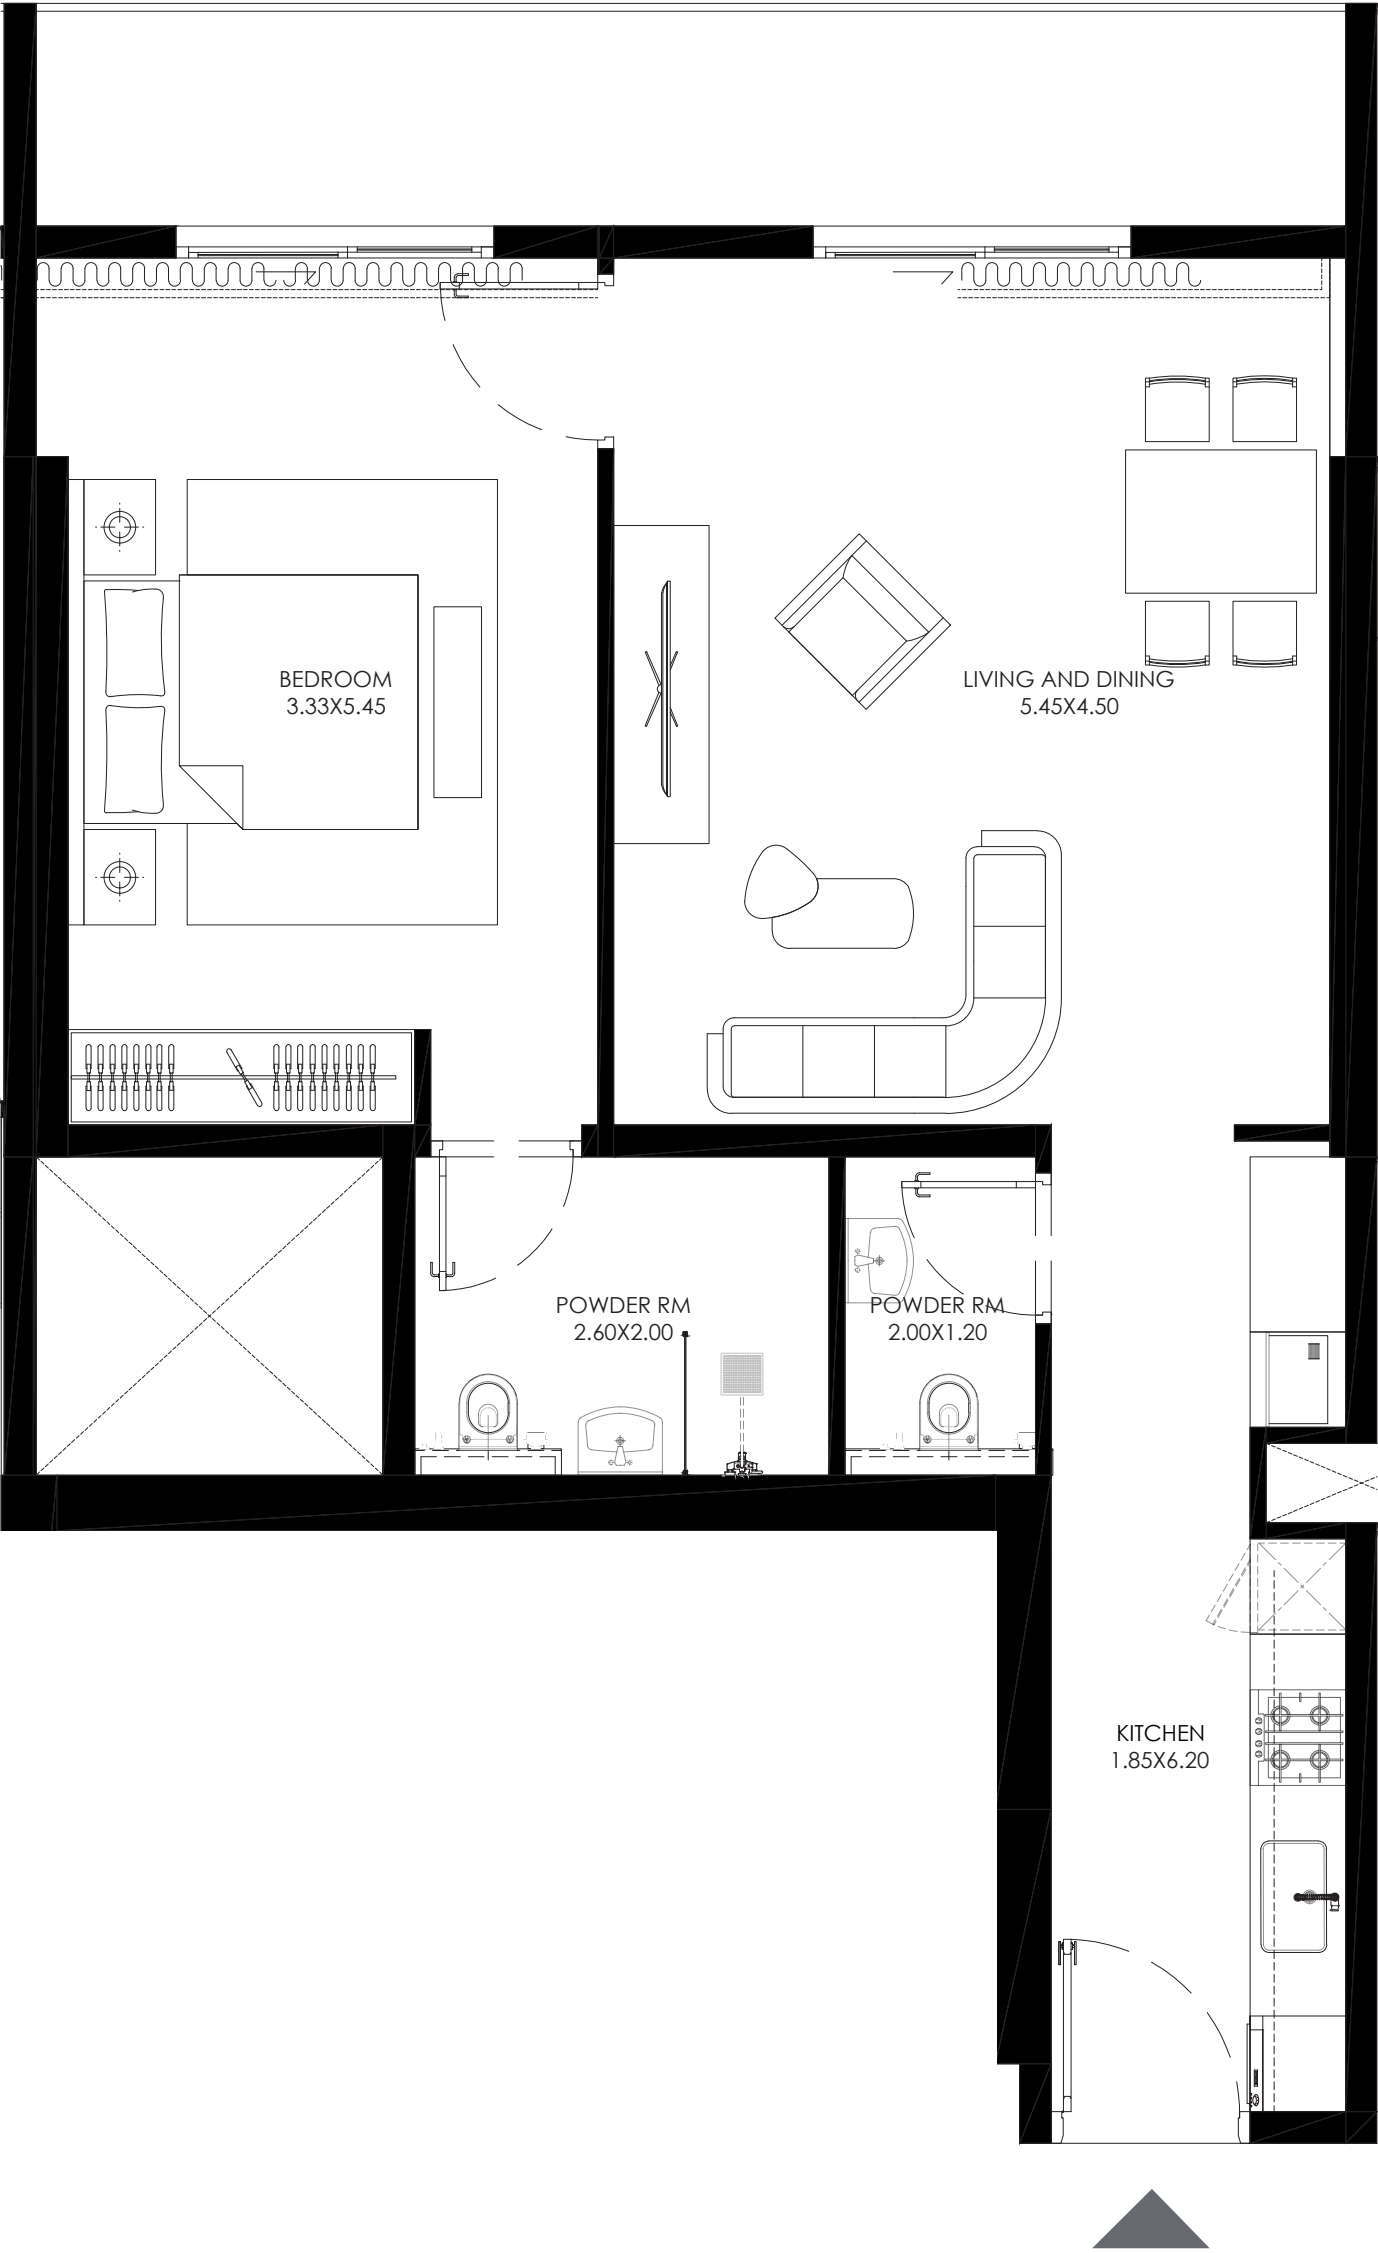 BEDROOM
3.33X5.45
LIVING AND DINING
5.45X4.50
POWDER RM
2.60X2.00
POWDER RM
2.00X1.20
KITCHEN
1.85X6.20